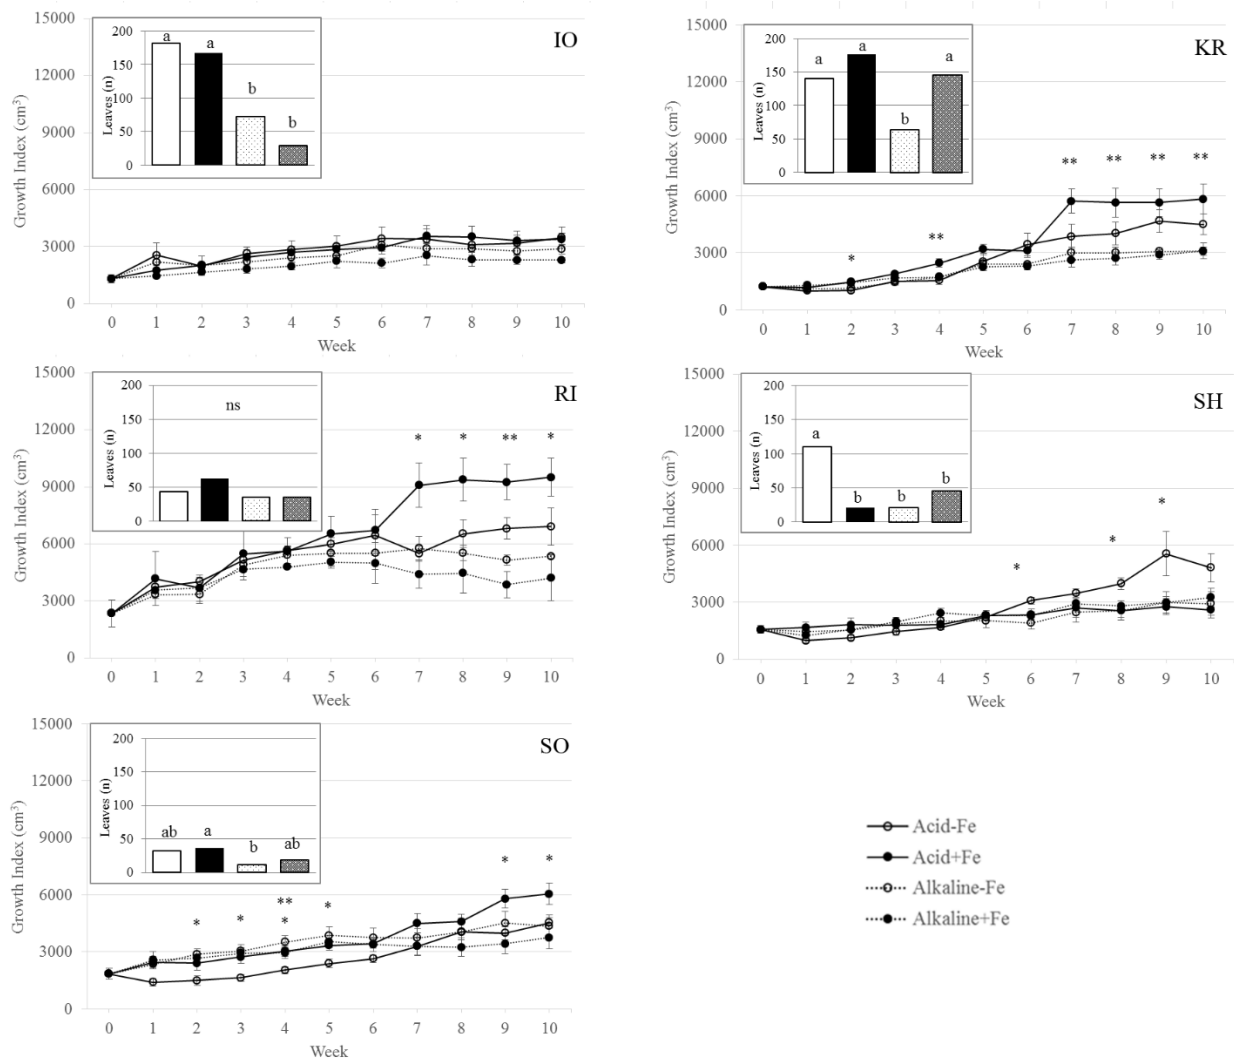 IO
Growth Index (cm³)
15000
12000
9000
6000
3000
0
Leaves (n)
200
150
100
50
0
a a b b
0 1 2 3 4 5 6 7 8 9 10
Week
KR
Growth Index (cm³)
15000
12000
9000
6000
3000
0
Leaves (n)
200
150
100
50
0
a a b a
* ** ** ** ** **
0 1 2 3 4 5 6 7 8 9 10
Week
RI
Growth Index (cm³)
15000
12000
9000
6000
3000
0
Leaves (n)
200
150
100
50
0
ns
* * ** *
0 1 2 3 4 5 6 7 8 9 10
Week
SH
Growth Index (cm³)
15000
12000
9000
6000
3000
0
Leaves (n)
200
150
100
50
0
a b b b
* * *
0 1 2 3 4 5 6 7 8 9 10
Week
SO
Growth Index (cm³)
15000
12000
9000
6000
3000
0
Leaves (n)
200
150
100
50
0
ab a b ab
**
* * * * * *
0 1 2 3 4 5 6 7 8 9 10
Week
Acid-Fe
Acid+Fe
Alkaline-Fe
Alkaline+Fe